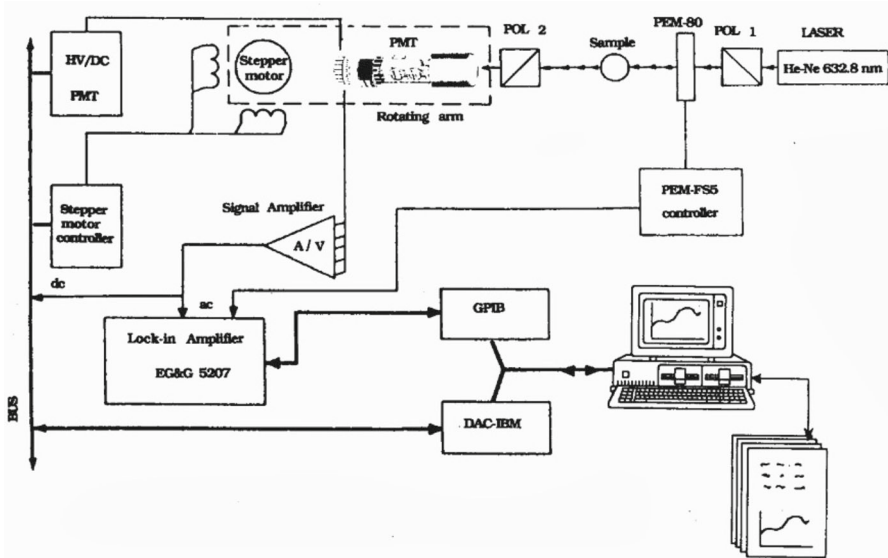 HV/DC
PMT
Stepper
motor
PMT
Rotating arm
POL 2
Sample
PEM-80
POL 1
LASER
He-Ne 632.8 nm
Stepper
motor
controller
Signal Amplifier
A / V
PEM-FS5
controller
dc
ac
Lock-in Amplifier
EG&G 5207
GPIB
DAC-IBM
BUS